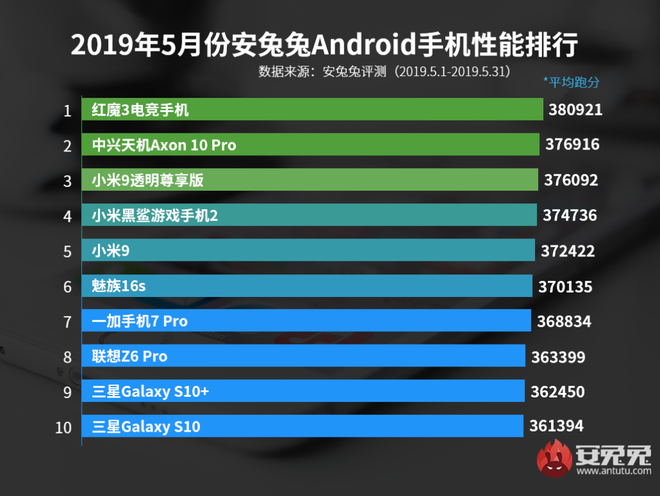 2019年5月份安兔兔Android手机性能排行
数据来源：安兔兔评测（2019.5.1-2019.5.31）
*平均跑分
1 红魔3电竞手机 380921
2 中兴天机Axon 10 Pro 376916
3 小米9透明尊享版 376092
4 小米黑鲨游戏手机2 374736
5 小米9 372422
6 魅族16s 370135
7 一加手机7 Pro 368834
8 联想Z6 Pro 363399
9 三星Galaxy S10+ 362450
10 三星Galaxy S10 361394
安兔兔
www.antutu.com